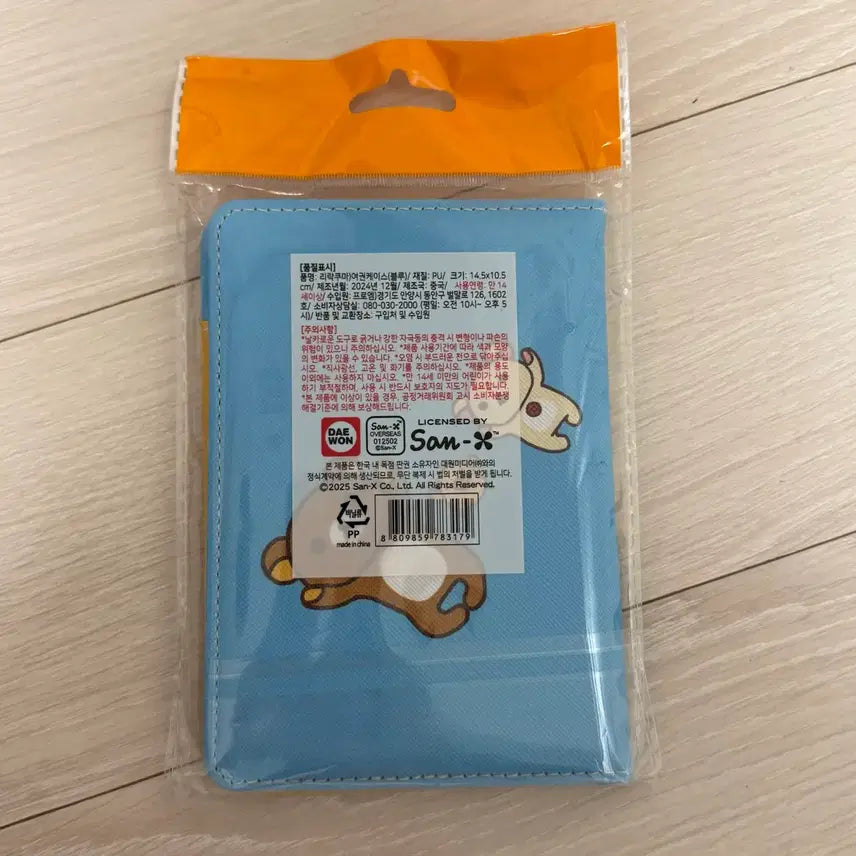 [품질표시]
품명: 리락쿠마)여권케이스(블루)/ 재질: PU/ 크기: 14.5x10.5
cm/ 제조년월: 2024년 12월/ 제조국: 중국/ 사용연령: 만 14
세이상/ 수입원: 프로엠)경기도 안양시 동안구 벌말로 126, 1602
호/ 소비자상담실: 080-030-2000 (평일: 오전 10시~ 오후 5
시)/ 반품 및 교환장소: 구입처 및 수입원
[주의사항]
*날카로운 도구로 긁거나 강한 자극등의 충격 시 변형이나 파손의
위험이 있으니 주의하십시오. *제품 사용기간에 따라 색과 모양
의 변화가 있을 수 있습니다. *오염 시 부드러운 천으로 닦아주십
시오. *직사광선, 고온 및 화기를 주의하십시오. *제품의 용도
이외에는 사용하지 마십시오. *만 14세 미만의 어린이가 사용
하기 부적절하며, 사용 시 반드시 보호자의 지도가 필요합니다.
*본 제품에 이상이 있을 경우, 공정거래위원회 고시 소비자분쟁
해결기준에 의해 보상해드립니다.
DAE
WON
San-X
OVERSEAS
012502
©San-X
LICENSED BY
San-X™
본 제품은 한국 내 독점 판권 소유자인 대원미디어㈜와의
정식계약에 의해 생산되므로, 무단 복제 시 법의 처벌을 받게 됩니다.
©2025 San-X Co., Ltd. All Rights Reserved.
비닐류
PP
made in china
8 809859 783179